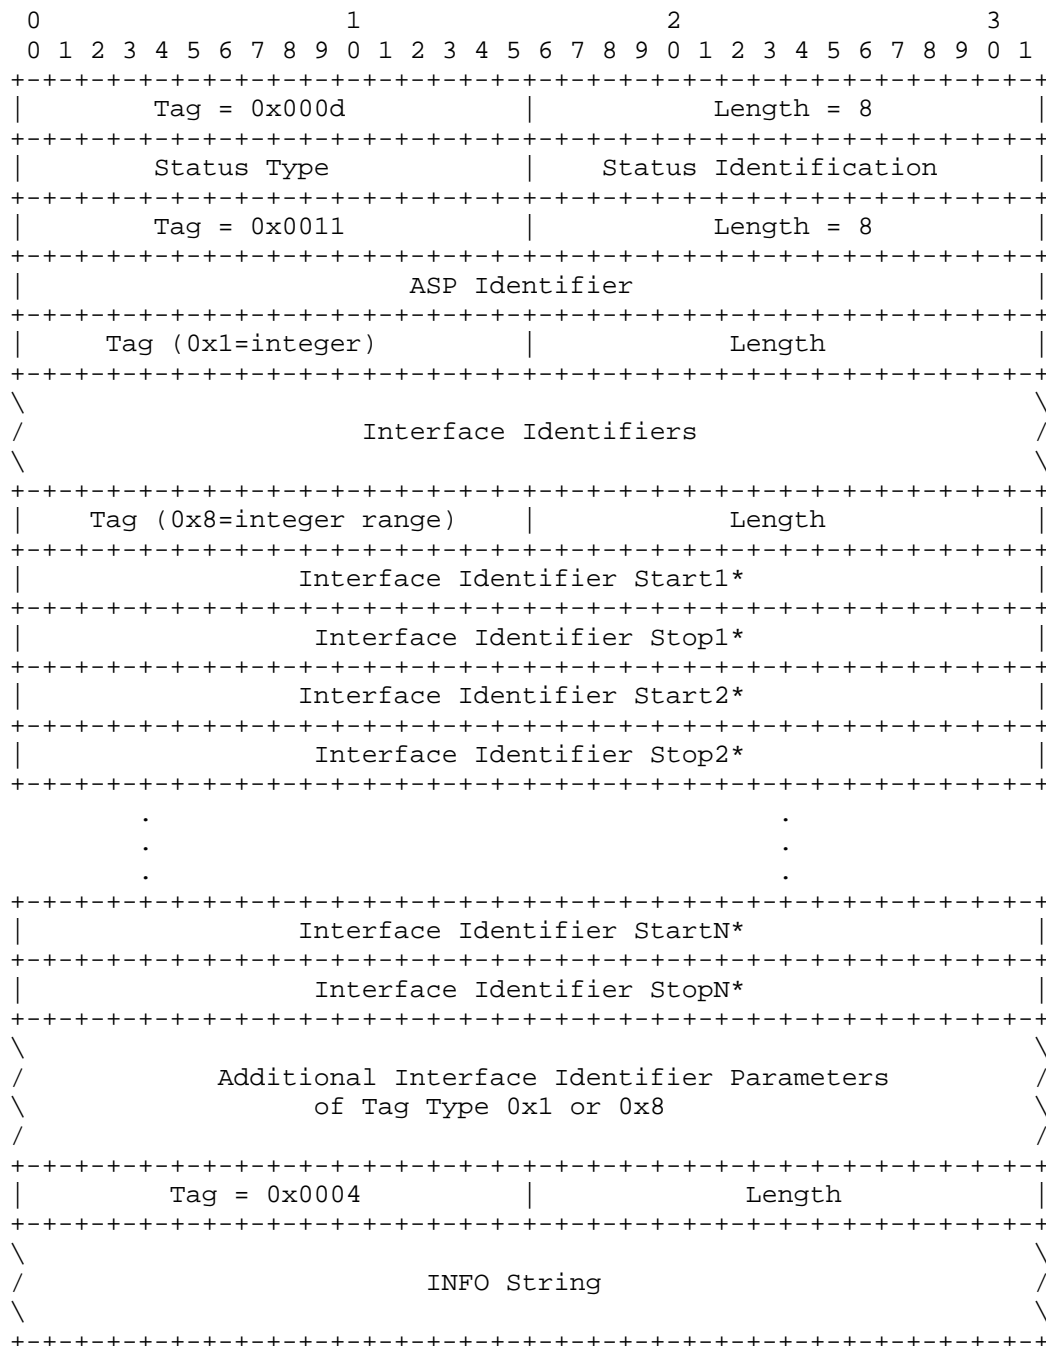 0                   1                   2                   3
 0 1 2 3 4 5 6 7 8 9 0 1 2 3 4 5 6 7 8 9 0 1 2 3 4 5 6 7 8 9 0 1
+-+-+-+-+-+-+-+-+-+-+-+-+-+-+-+-+-+-+-+-+-+-+-+-+-+-+-+-+-+-+-+-+
|        Tag = 0x000d           |           Length = 8          |
+-+-+-+-+-+-+-+-+-+-+-+-+-+-+-+-+-+-+-+-+-+-+-+-+-+-+-+-+-+-+-+-+
|        Status Type            |    Status Identification      |
+-+-+-+-+-+-+-+-+-+-+-+-+-+-+-+-+-+-+-+-+-+-+-+-+-+-+-+-+-+-+-+-+
|        Tag = 0x0011           |           Length = 8          |
+-+-+-+-+-+-+-+-+-+-+-+-+-+-+-+-+-+-+-+-+-+-+-+-+-+-+-+-+-+-+-+-+
|                        ASP Identifier                         |
+-+-+-+-+-+-+-+-+-+-+-+-+-+-+-+-+-+-+-+-+-+-+-+-+-+-+-+-+-+-+-+-+
|     Tag (0x1=integer)         |            Length             |
+-+-+-+-+-+-+-+-+-+-+-+-+-+-+-+-+-+-+-+-+-+-+-+-+-+-+-+-+-+-+-+-+
\                                                               \
/                     Interface Identifiers                     /
\                                                               \
+-+-+-+-+-+-+-+-+-+-+-+-+-+-+-+-+-+-+-+-+-+-+-+-+-+-+-+-+-+-+-+-+
|    Tag (0x8=integer range)    |            Length             |
+-+-+-+-+-+-+-+-+-+-+-+-+-+-+-+-+-+-+-+-+-+-+-+-+-+-+-+-+-+-+-+-+
|                 Interface Identifier Start1*                  |
+-+-+-+-+-+-+-+-+-+-+-+-+-+-+-+-+-+-+-+-+-+-+-+-+-+-+-+-+-+-+-+-+
|                  Interface Identifier Stop1*                  |
+-+-+-+-+-+-+-+-+-+-+-+-+-+-+-+-+-+-+-+-+-+-+-+-+-+-+-+-+-+-+-+-+
|                 Interface Identifier Start2*                  |
+-+-+-+-+-+-+-+-+-+-+-+-+-+-+-+-+-+-+-+-+-+-+-+-+-+-+-+-+-+-+-+-+
|                  Interface Identifier Stop2*                  |
+-+-+-+-+-+-+-+-+-+-+-+-+-+-+-+-+-+-+-+-+-+-+-+-+-+-+-+-+-+-+-+-+
        .                                       .
        .                                       .
        .                                       .
+-+-+-+-+-+-+-+-+-+-+-+-+-+-+-+-+-+-+-+-+-+-+-+-+-+-+-+-+-+-+-+-+
|                 Interface Identifier StartN*                  |
+-+-+-+-+-+-+-+-+-+-+-+-+-+-+-+-+-+-+-+-+-+-+-+-+-+-+-+-+-+-+-+-+
|                  Interface Identifier StopN*                  |
+-+-+-+-+-+-+-+-+-+-+-+-+-+-+-+-+-+-+-+-+-+-+-+-+-+-+-+-+-+-+-+-+
\                                                               \
/            Additional Interface Identifier Parameters         /
\                  of Tag Type 0x1 or 0x8                       \
/                                                               /
+-+-+-+-+-+-+-+-+-+-+-+-+-+-+-+-+-+-+-+-+-+-+-+-+-+-+-+-+-+-+-+-+
|         Tag = 0x0004          |             Length            |
+-+-+-+-+-+-+-+-+-+-+-+-+-+-+-+-+-+-+-+-+-+-+-+-+-+-+-+-+-+-+-+-+
\                                                               \
/                         INFO String                           /
\                                                               \
+-+-+-+-+-+-+-+-+-+-+-+-+-+-+-+-+-+-+-+-+-+-+-+-+-+-+-+-+-+-+-+-+